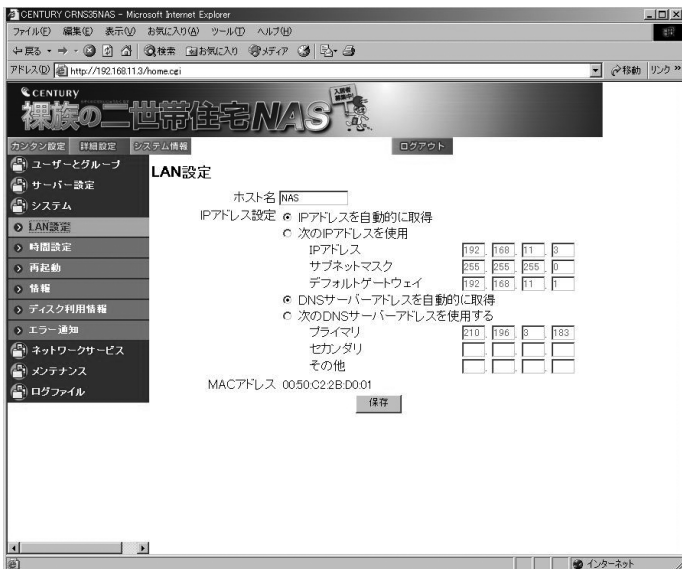 CENTURY CRNS35NAS - Microsoft Internet Explorer
ファイル(F) 編集(E) 表示(V) お気に入り(A) ツール(T) ヘルプ(H)
戻る 検索 お気に入り メディア
アドレス(D) http://192.168.11.3/home.cgi 移動 リンク »
CENTURY
裸族の二世帯住宅NAS
入居者募集中!
カンタン設定 詳細設定 システム情報 ログアウト
ユーザーとグループ
サーバー設定
システム
LAN設定
時間設定
再起動
情報
ディスク利用情報
エラー通知
ネットワークサービス
メンテナンス
ログファイル
LAN設定
ホスト名 NAS
IPアドレス設定 IPアドレスを自動的に取得
次のIPアドレスを使用
IPアドレス 192 . 168 . 11 . 3
サブネットマスク 255 . 255 . 255 . 0
デフォルトゲートウェイ 192 . 168 . 11 . 1
DNSサーバーアドレスを自動的に取得
次のDNSサーバーアドレスを使用する
プライマリ 210 . 196 . 3 . 183
セカンダリ . . .
その他 . . .
MACアドレス 00:50:C2:2B:D0:01
保存
インターネット